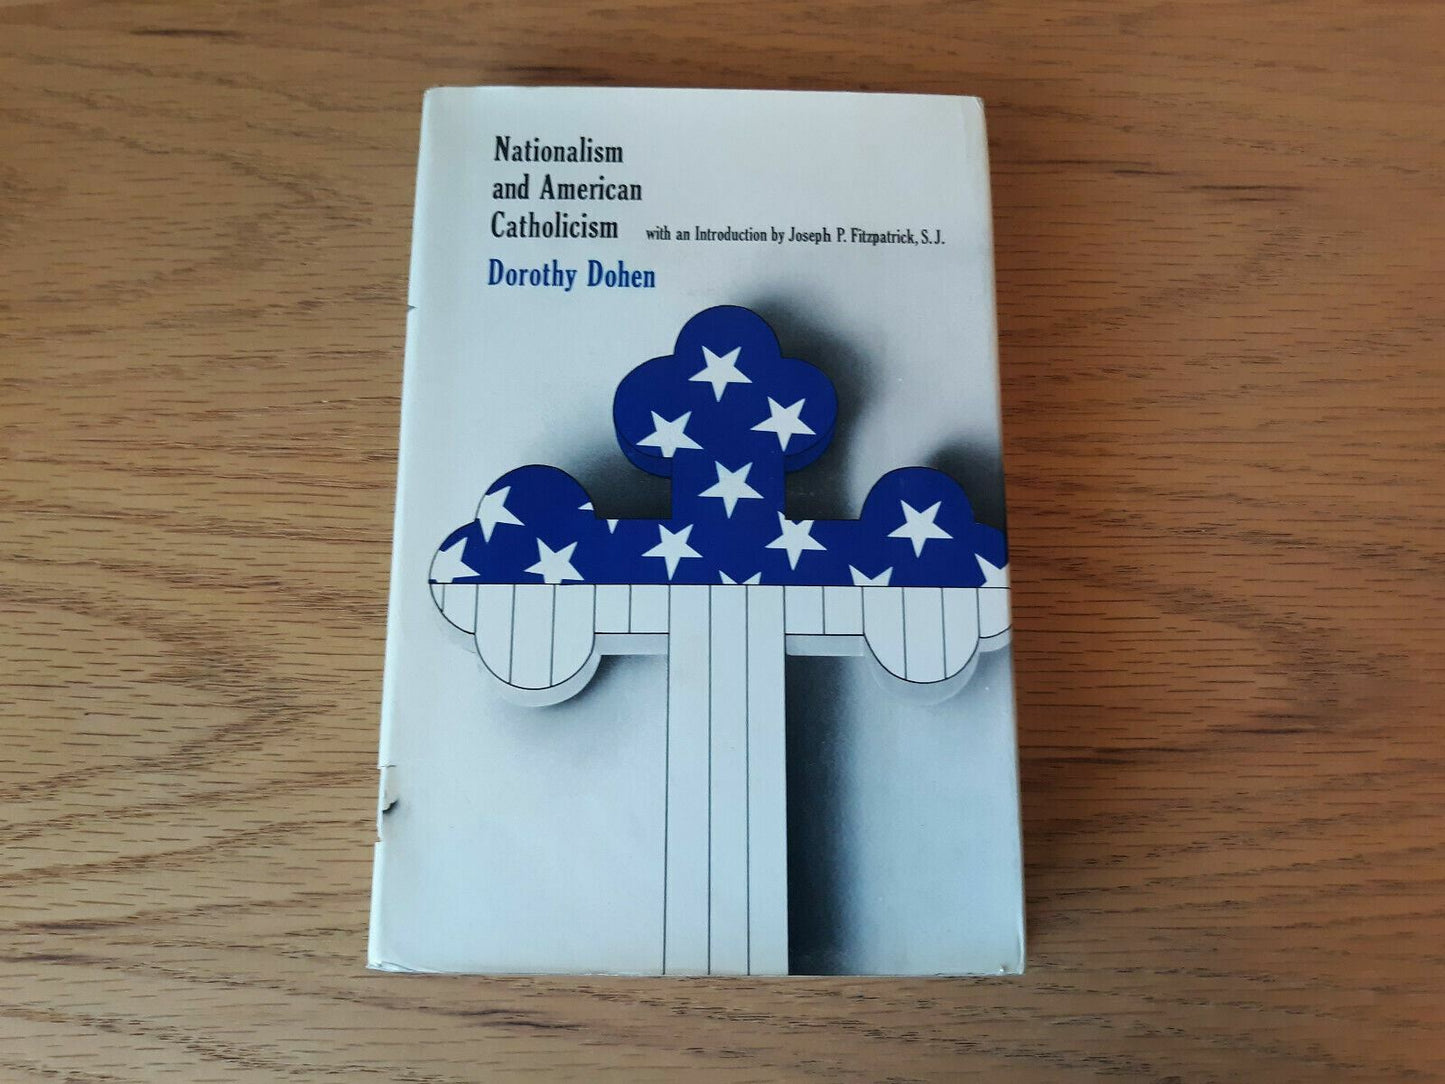 Nationalism
and American
Catholicism with an Introduction by Joseph P. Fitzpatrick, S.J.
Dorothy Dohen